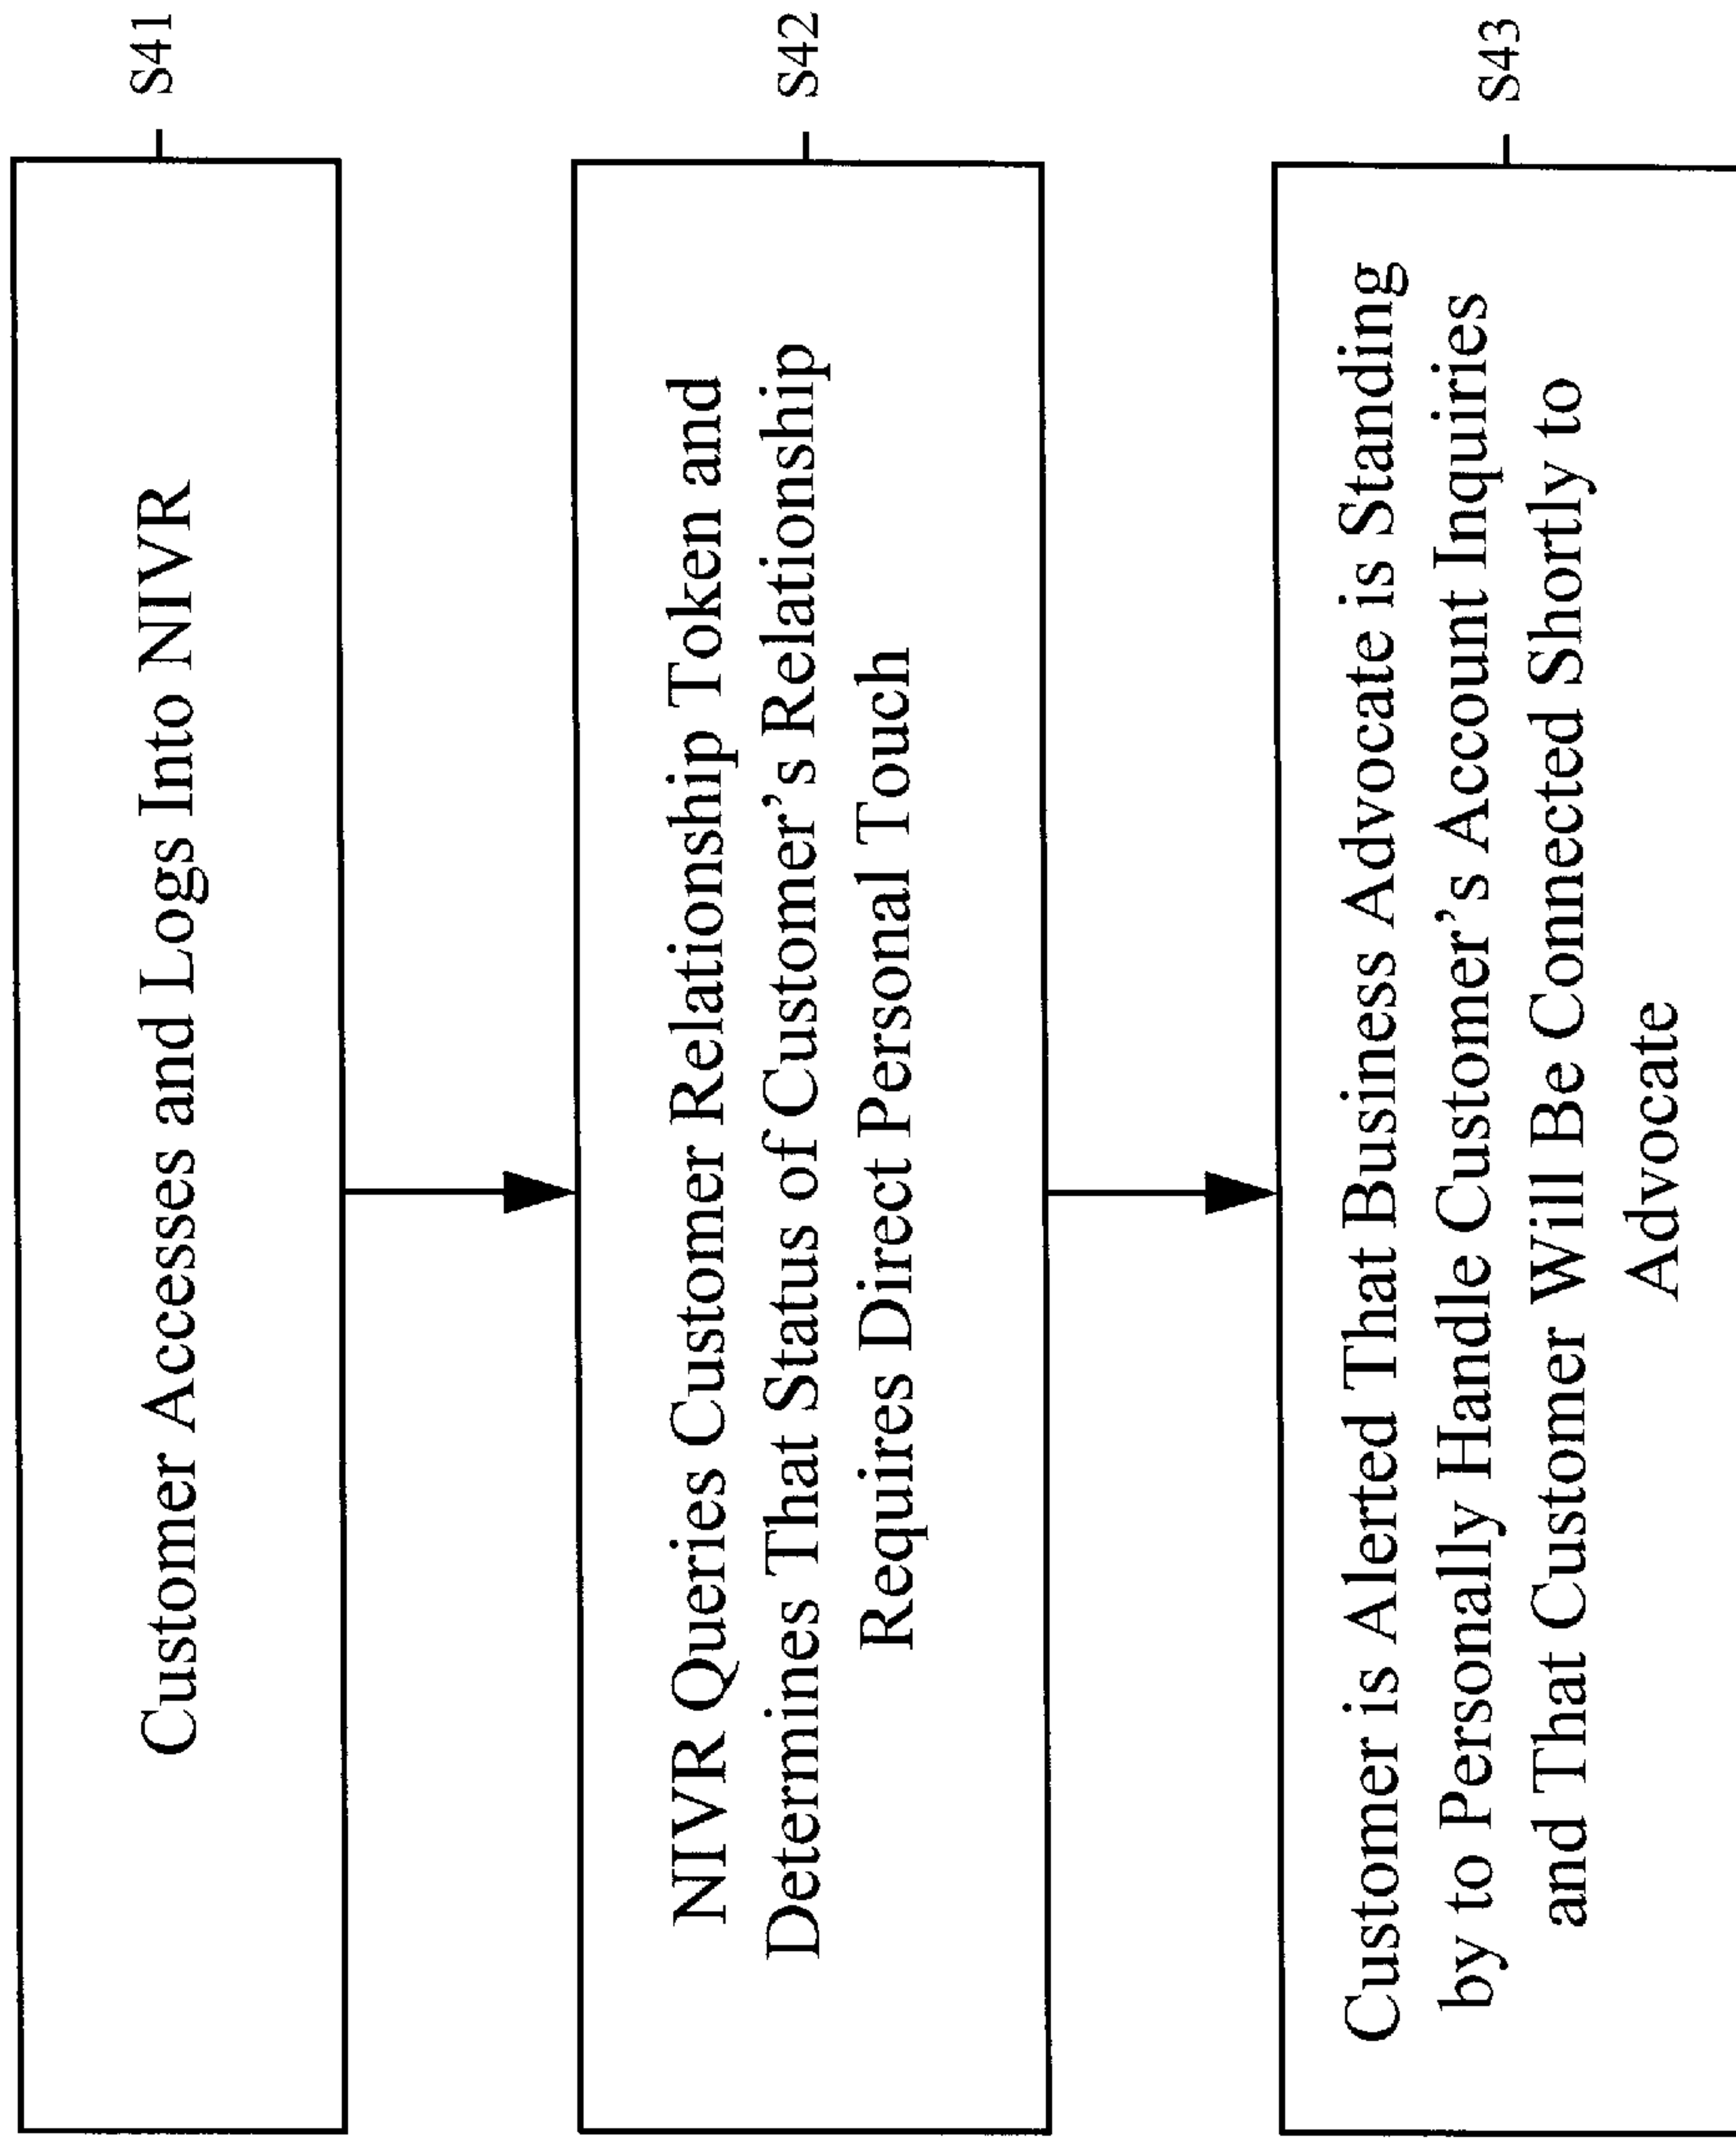 Customer Accesses and Logs Into NIVR
S41
NIVR Queries Customer Relationship Token and
Determines That Status of Customer's Relationship
Requires Direct Personal Touch
S42
Customer is Alerted That Business Advocate is Standing
by to Personally Handle Customer's Account Inquiries
and That Customer Will Be Connected Shortly to
Advocate
S43